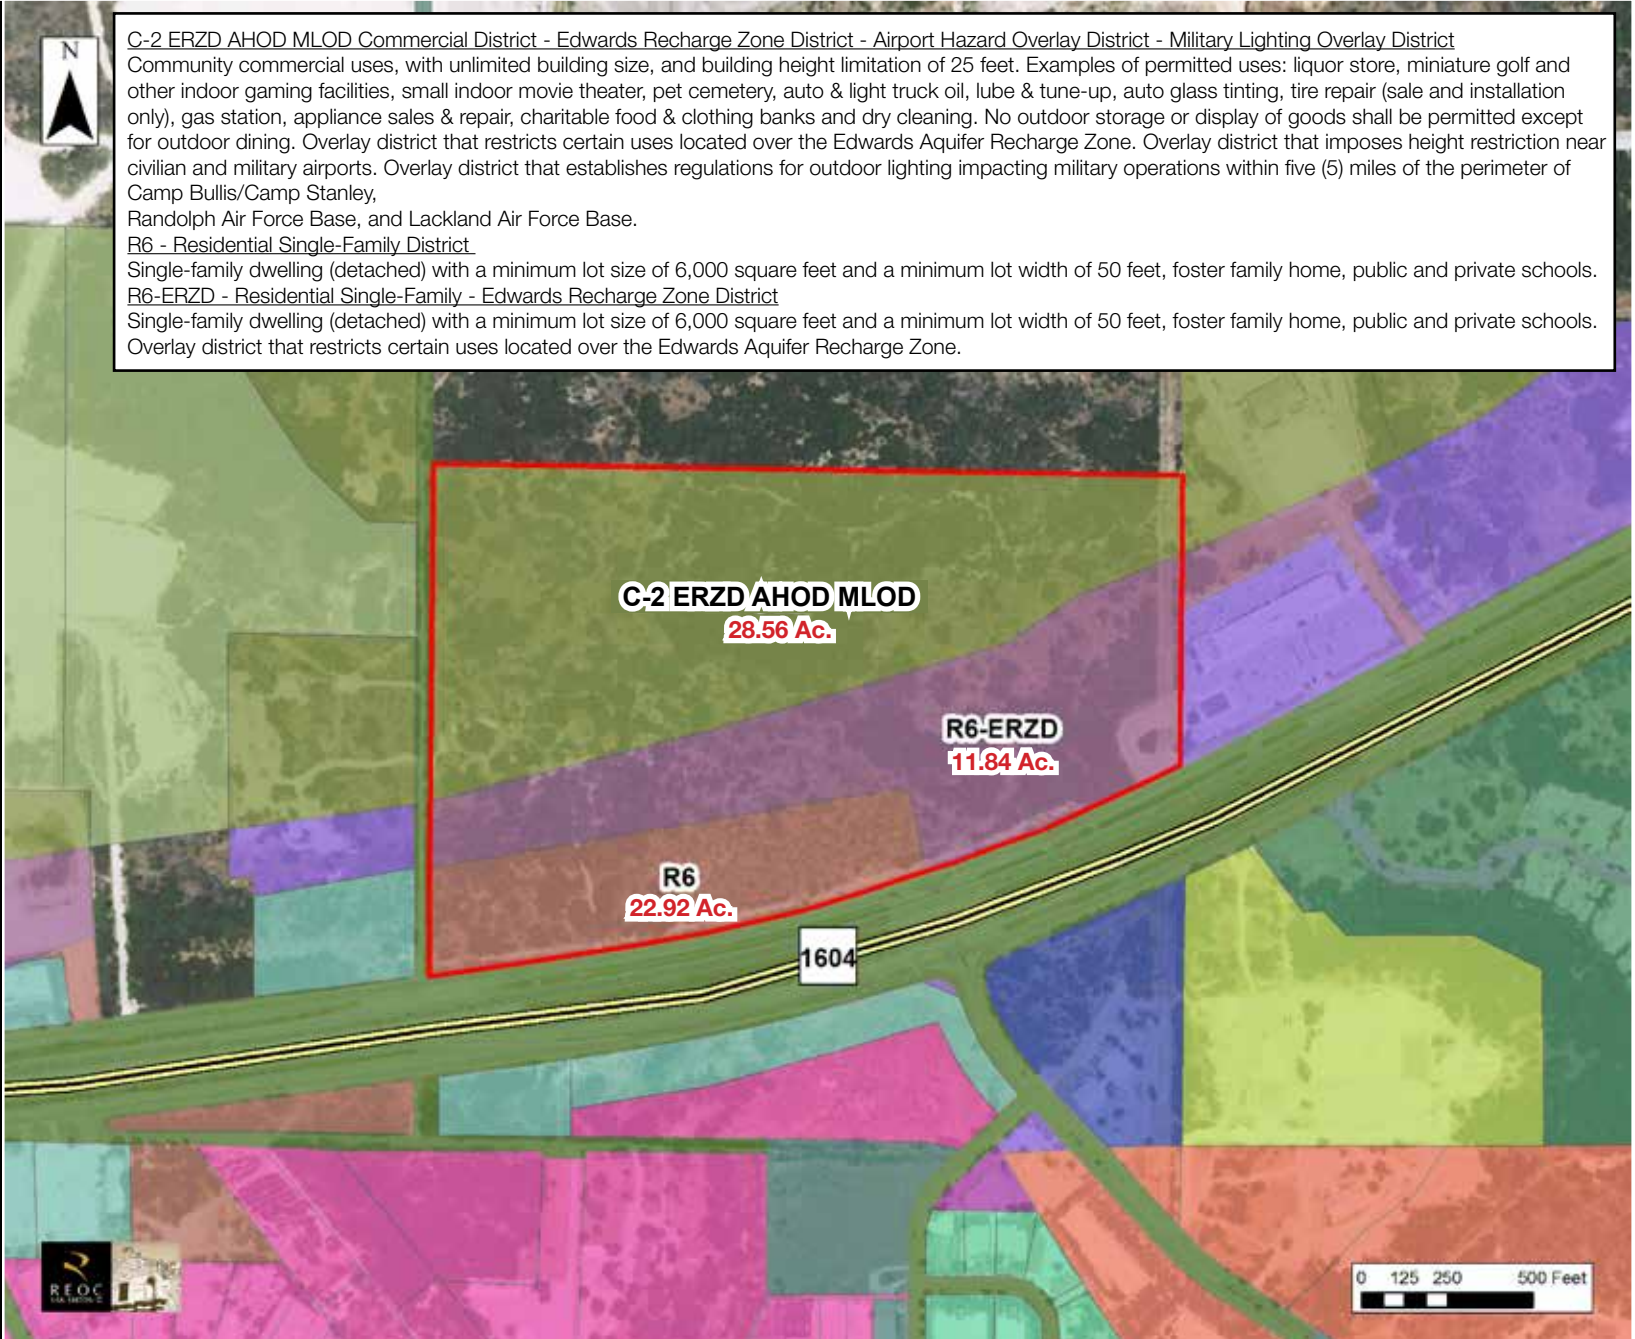 N
C-2 ERZD AHOD MLOD Commercial District - Edwards Recharge Zone District - Airport Hazard Overlay District - Military Lighting Overlay District
Community commercial uses, with unlimited building size, and building height limitation of 25 feet. Examples of permitted uses: liquor store, miniature golf and
other indoor gaming facilities, small indoor movie theater, pet cemetery, auto & light truck oil, lube & tune-up, auto glass tinting, tire repair (sale and installation
only), gas station, appliance sales & repair, charitable food & clothing banks and dry cleaning. No outdoor storage or display of goods shall be permitted except
for outdoor dining. Overlay district that restricts certain uses located over the Edwards Aquifer Recharge Zone. Overlay district that imposes height restriction near
civilian and military airports. Overlay district that establishes regulations for outdoor lighting impacting military operations within five (5) miles of the perimeter of
Camp Bullis/Camp Stanley,
Randolph Air Force Base, and Lackland Air Force Base.
R6 - Residential Single-Family District
Single-family dwelling (detached) with a minimum lot size of 6,000 square feet and a minimum lot width of 50 feet, foster family home, public and private schools.
R6-ERZD - Residential Single-Family - Edwards Recharge Zone District
Single-family dwelling (detached) with a minimum lot size of 6,000 square feet and a minimum lot width of 50 feet, foster family home, public and private schools.
Overlay district that restricts certain uses located over the Edwards Aquifer Recharge Zone.
C-2 ERZD AHOD MLOD
28.56 Ac.
R6-ERZD
11.84 Ac.
R6
22.92 Ac.
1604
REOC
0 125 250 500 Feet